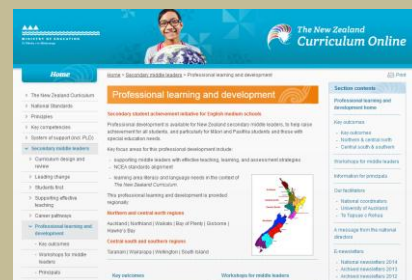 MINISTRY OF EDUCATION
The New Zealand
Curriculum Online
Home
Home > Secondary middle leaders > Professional learning and development
Print
The New Zealand Curriculum
National Standards
Principles
Key competencies
System of support (incl. PLD)
Secondary middle leaders
Curriculum design and
review
Leading change
Students first
Supporting effective
teaching
Career pathways
Professional learning and
development
Key outcomes
Workshops for middle
leaders
Principals
Professional learning and development
Secondary student achievement initiative for English-medium schools
Professional development is available for New Zealand secondary middle leaders, to help raise
achievement for all students, and particularly for Māori and Pasifika students and those with
special education needs.
Key focus areas for this professional development include:
supporting middle leaders with effective teaching, learning, and assessment strategies
NCEA standards alignment
learning area literacy and language needs in the context of
The New Zealand Curriculum.
This professional learning and development is provided
regionally:
Northern and central north regions
Auckland | Northland | Waikato | Bay of Plenty | Gisborne |
Hawke's Bay
Central south and southern regions
Taranaki | Wanganui | Wellington | South Island
Key outcomes
Workshops for middle leaders
Section contents
Professional learning and
development home
Key outcomes
Key outcomes
Northern & central north
Central south & southern
Workshops for middle leaders
Information for principals
Our facilitators
National coordinators
University of Auckland
Te Tapuae o Rehua
A message from the national
director
E-newsletters
National newsletters 2014
Archived newsletters 2013
Archived newsletters 2012